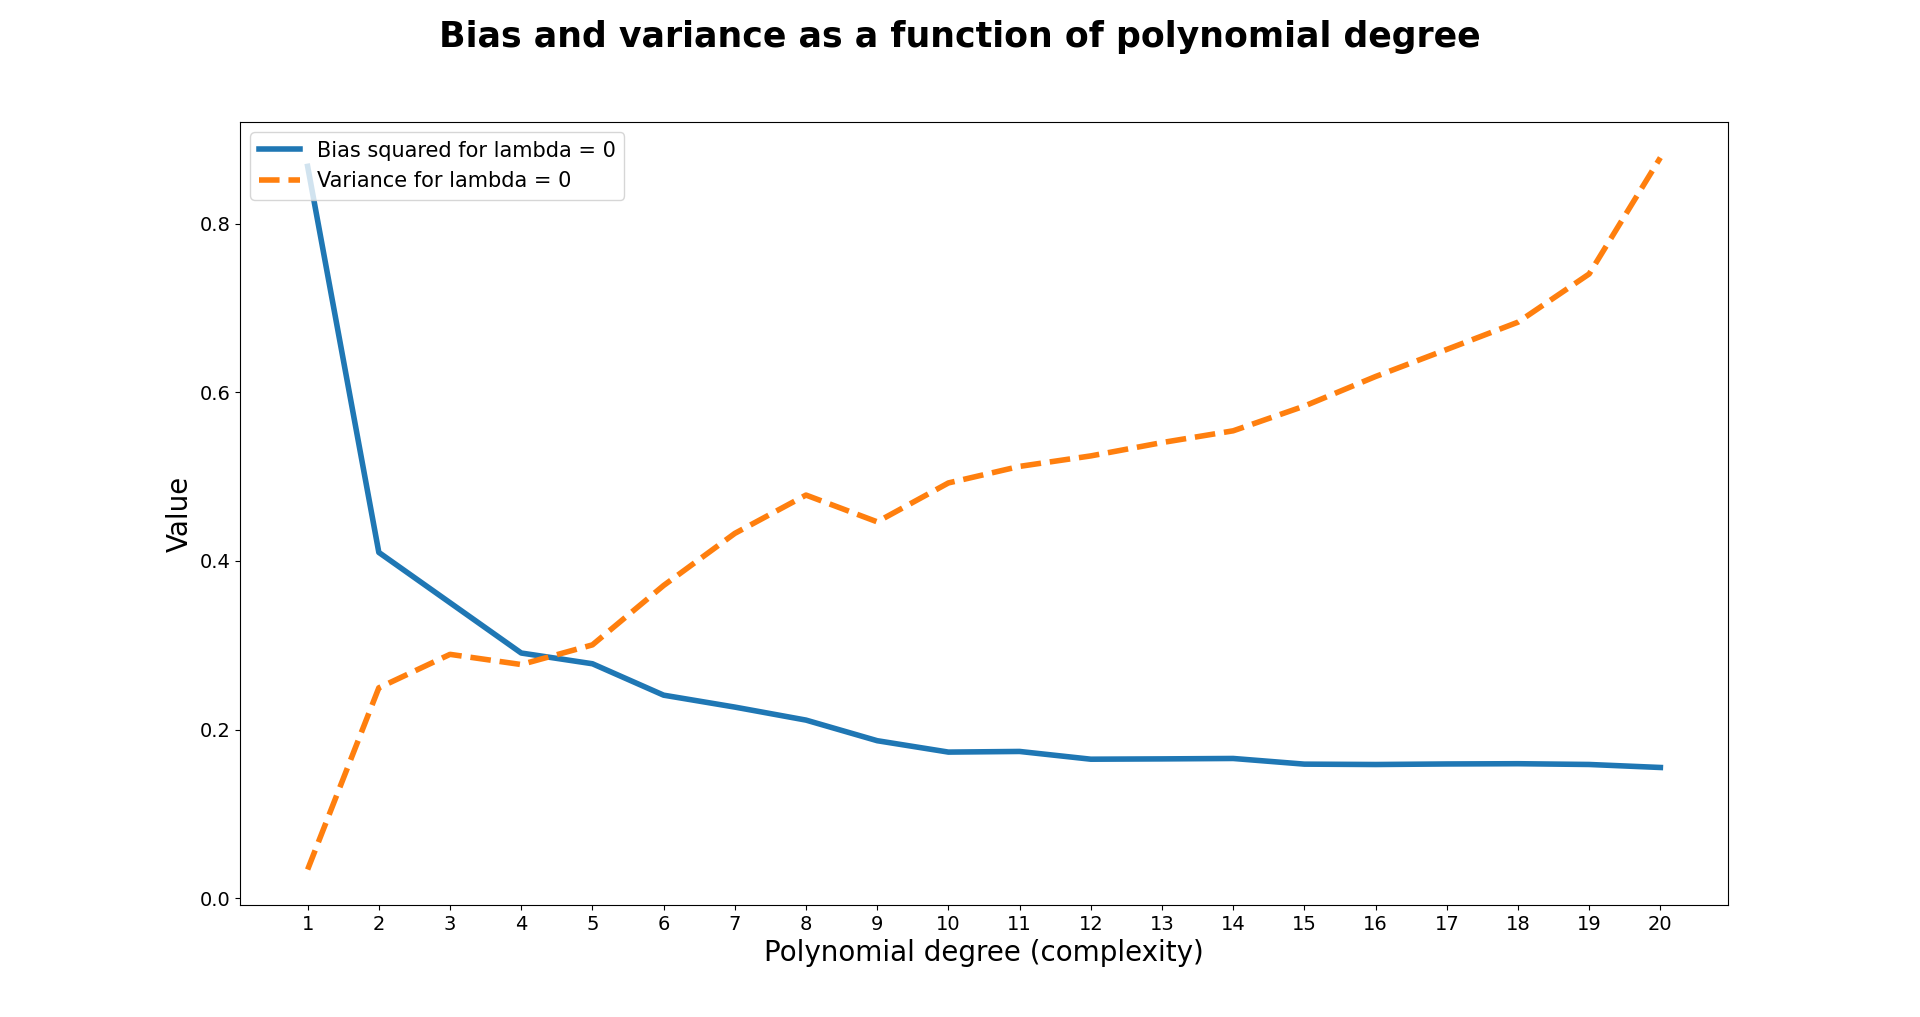 Bias and variance as a function of polynomial degree
Bias squared for lambda = 0
Variance for lambda = 0
Value
0.8
0.6
0.4
0.2
0.0
1 2 3 4 5 6 7 8 9 10 11 12 13 14 15 16 17 18 19 20
Polynomial degree (complexity)